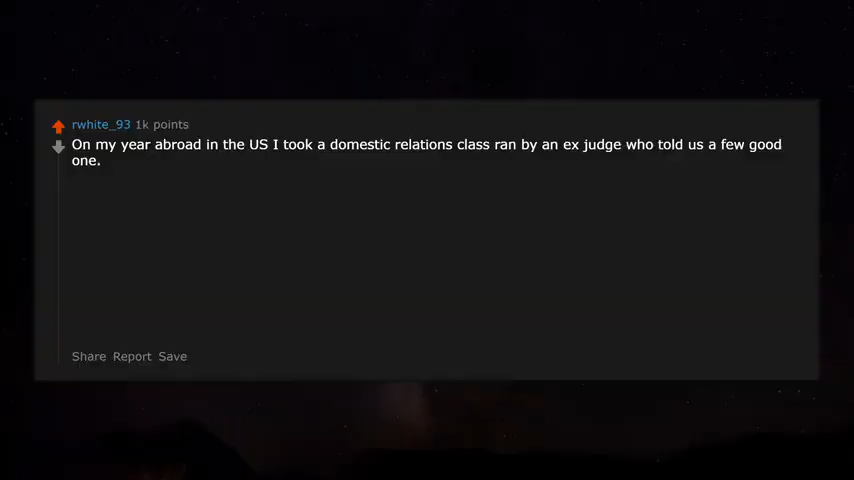 rwhite_93 1k points
On my year abroad in the US I took a domestic relations class ran by an ex judge who told us a few good
one.
Share Report Save